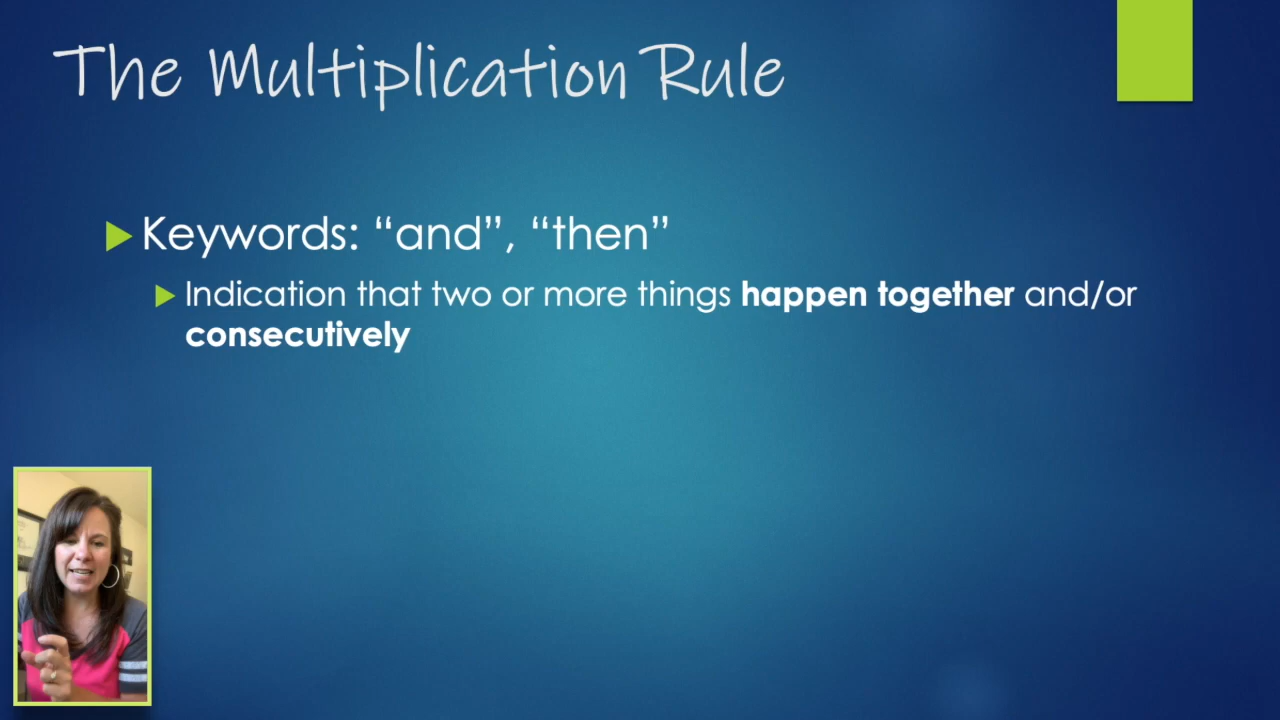 The Multiplication Rule
Keywords: “and”, “then”
Indication that two or more things happen together and/or
consecutively